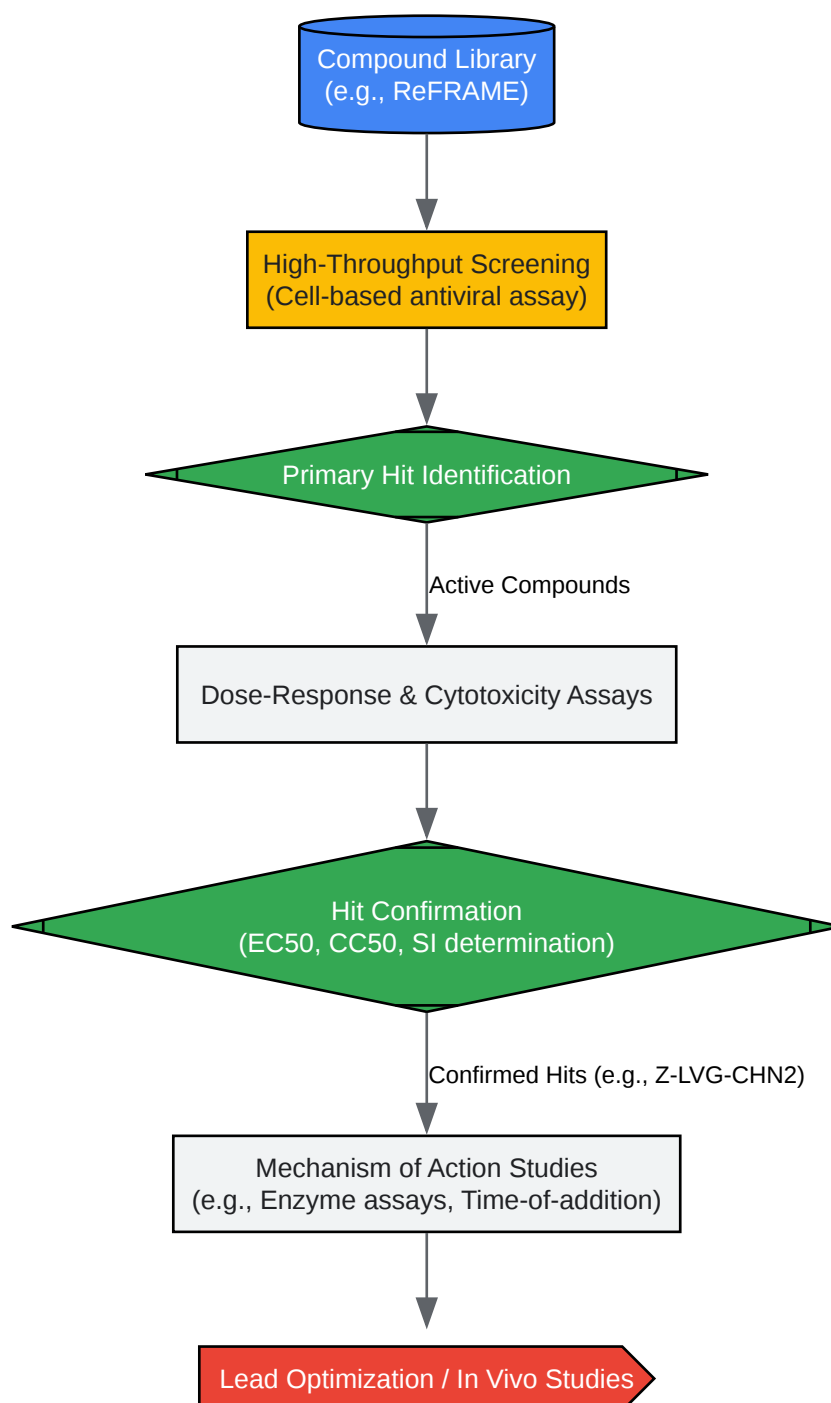 Compound Library
(e.g., ReFRAME)
High-Throughput Screening
(Cell-based antiviral assay)
Primary Hit Identification
Active Compounds
Dose-Response & Cytotoxicity Assays
Hit Confirmation
(EC50, CC50, SI determination)
Confirmed Hits (e.g., Z-LVG-CHN2)
Mechanism of Action Studies
(e.g., Enzyme assays, Time-of-addition)
Lead Optimization / In Vivo Studies